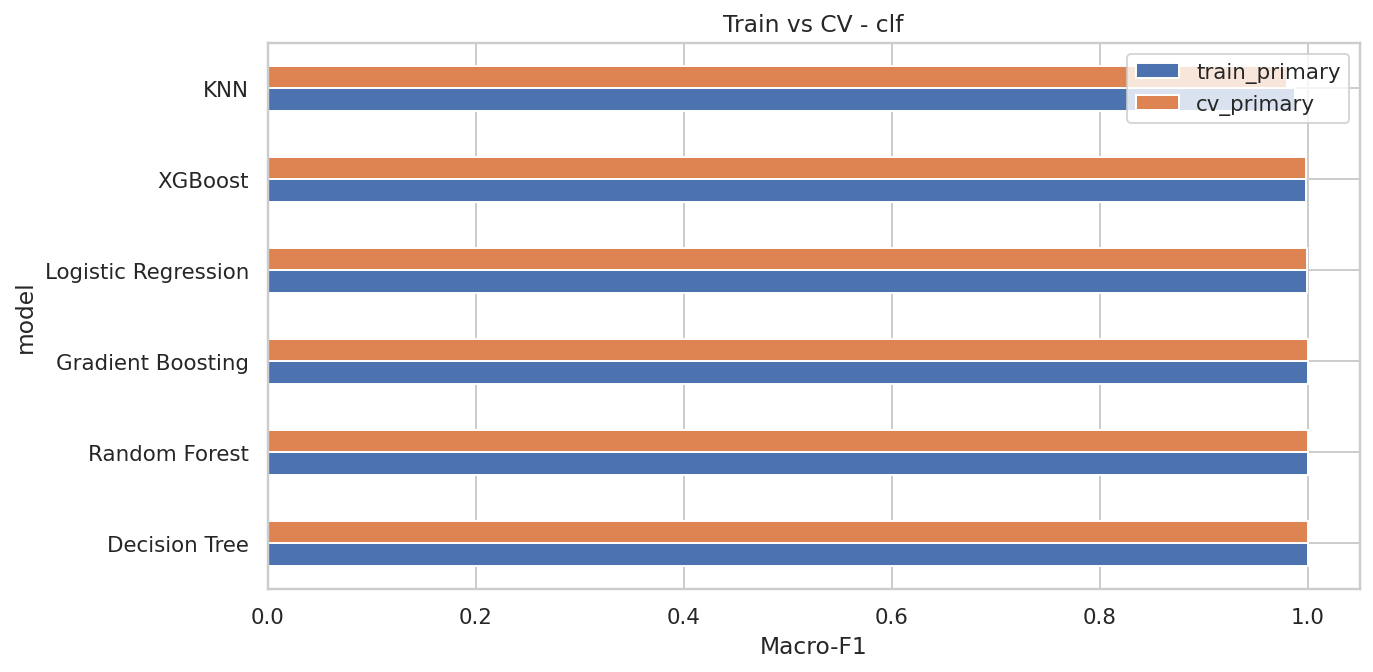 Train vs CV - clf
train_primary
cv_primary
model
KNN
XGBoost
Logistic Regression
Gradient Boosting
Random Forest
Decision Tree
0.0 0.2 0.4 0.6 0.8 1.0
Macro-F1